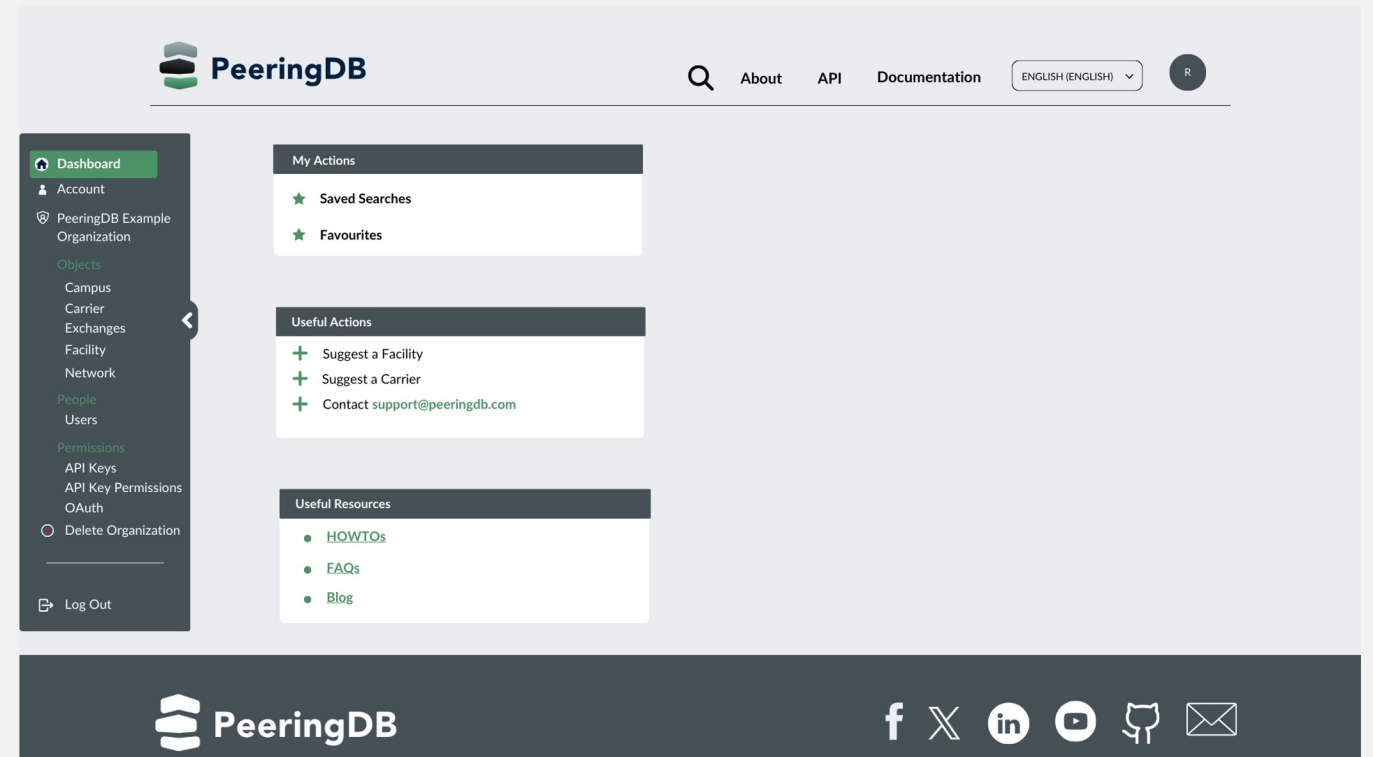 PeeringDB
About API Documentation ENGLISH (ENGLISH) R
Dashboard
Account
PeeringDB Example
Organization
Objects
Campus
Carrier
Exchanges
Facility
Network
People
Users
Permissions
API Keys
API Key Permissions
OAuth
Delete Organization
Log Out
My Actions
Saved Searches
Favourites
Useful Actions
Suggest a Facility
Suggest a Carrier
Contact support@peeringdb.com
Useful Resources
HOWTOs
FAQs
Blog
PeeringDB
f X in